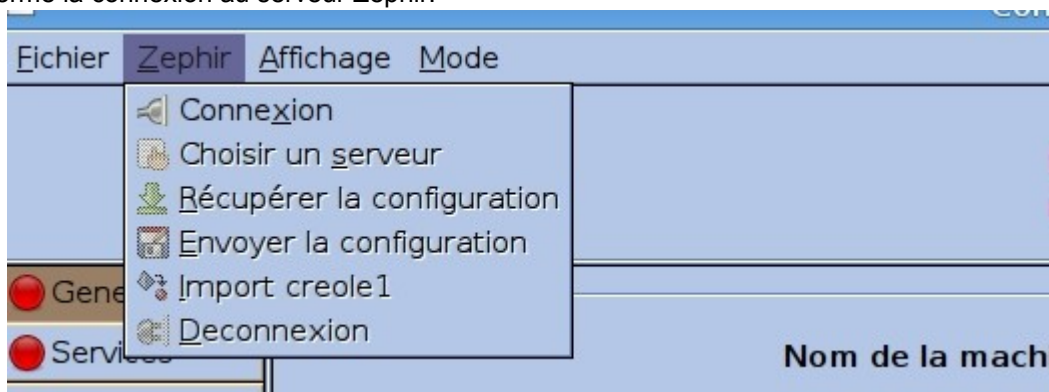 Fichier Zephir Affichage Mode
Connexion
Choisir un serveur
Récupérer la configuration
Envoyer la configuration
Import creole1
Deconnexion
Nom de la mach